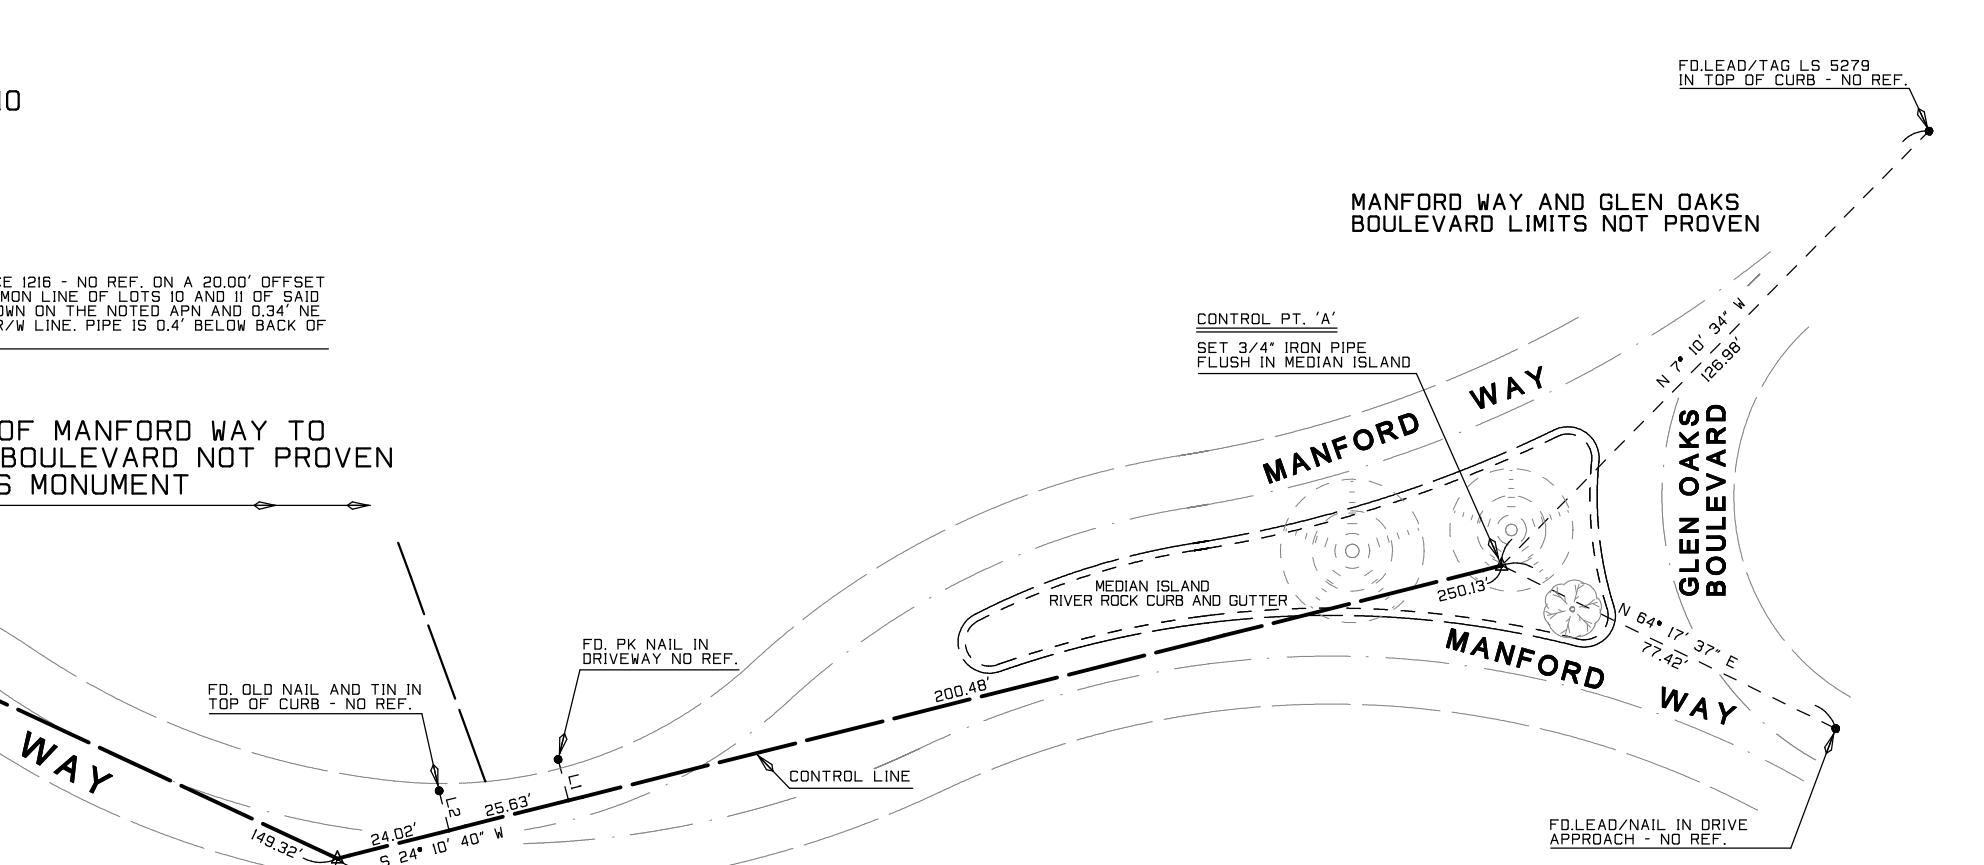 10
FD.LEAD/TAG LS 5279
IN TOP OF CURB - NO REF.
MANFORD WAY AND GLEN OAKS
BOULEVARD LIMITS NOT PROVEN
CE 1216 - NO REF. ON A 20.00' OFFSET
MON LINE OF LOTS 10 AND 11 OF SAID
OWN ON THE NOTED APN AND 0.34' NE
R/W LINE. PIPE IS 0.4' BELOW BACK OF
CONTROL PT. 'A'
SET 3/4" IRON PIPE
FLUSH IN MEDIAN ISLAND
N 7° 10' 34" W
126.98'
OF MANFORD WAY TO
BOULEVARD NOT PROVEN
S MONUMENT
MANFORD WAY
GLEN OAKS
BOULEVARD
MEDIAN ISLAND
RIVER ROCK CURB AND GUTTER
250.13'
N 64° 17' 37" E
77.42'
MANFORD WAY
FD. PK NAIL IN
DRIVEWAY NO REF.
200.48'
FD. OLD NAIL AND TIN IN
TOP OF CURB - NO REF.
WAY
L1
L2
CONTROL LINE
25.63'
24.02'
S 24° 10' 40" W
149.32'
FD.LEAD/NAIL IN DRIVE
APPROACH - NO REF.